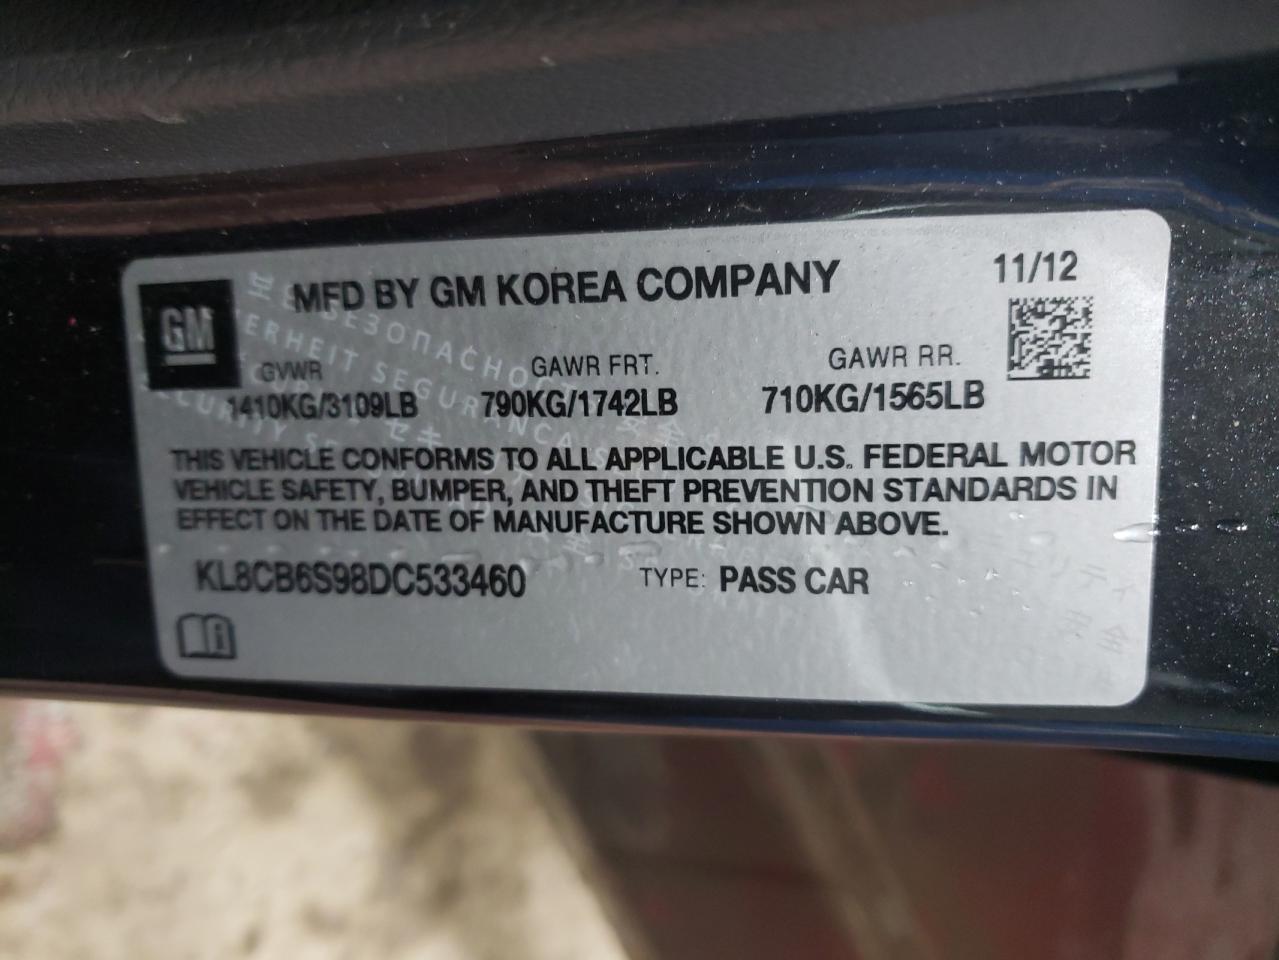 GM
MFD BY GM KOREA COMPANY 11/12
GVWR GAWR FRT. GAWR RR.
1410KG/3109LB 790KG/1742LB 710KG/1565LB
THIS VEHICLE CONFORMS TO ALL APPLICABLE U.S. FEDERAL MOTOR
VEHICLE SAFETY, BUMPER, AND THEFT PREVENTION STANDARDS IN
EFFECT ON THE DATE OF MANUFACTURE SHOWN ABOVE.
KL8CB6S98DC533460 TYPE: PASS CAR